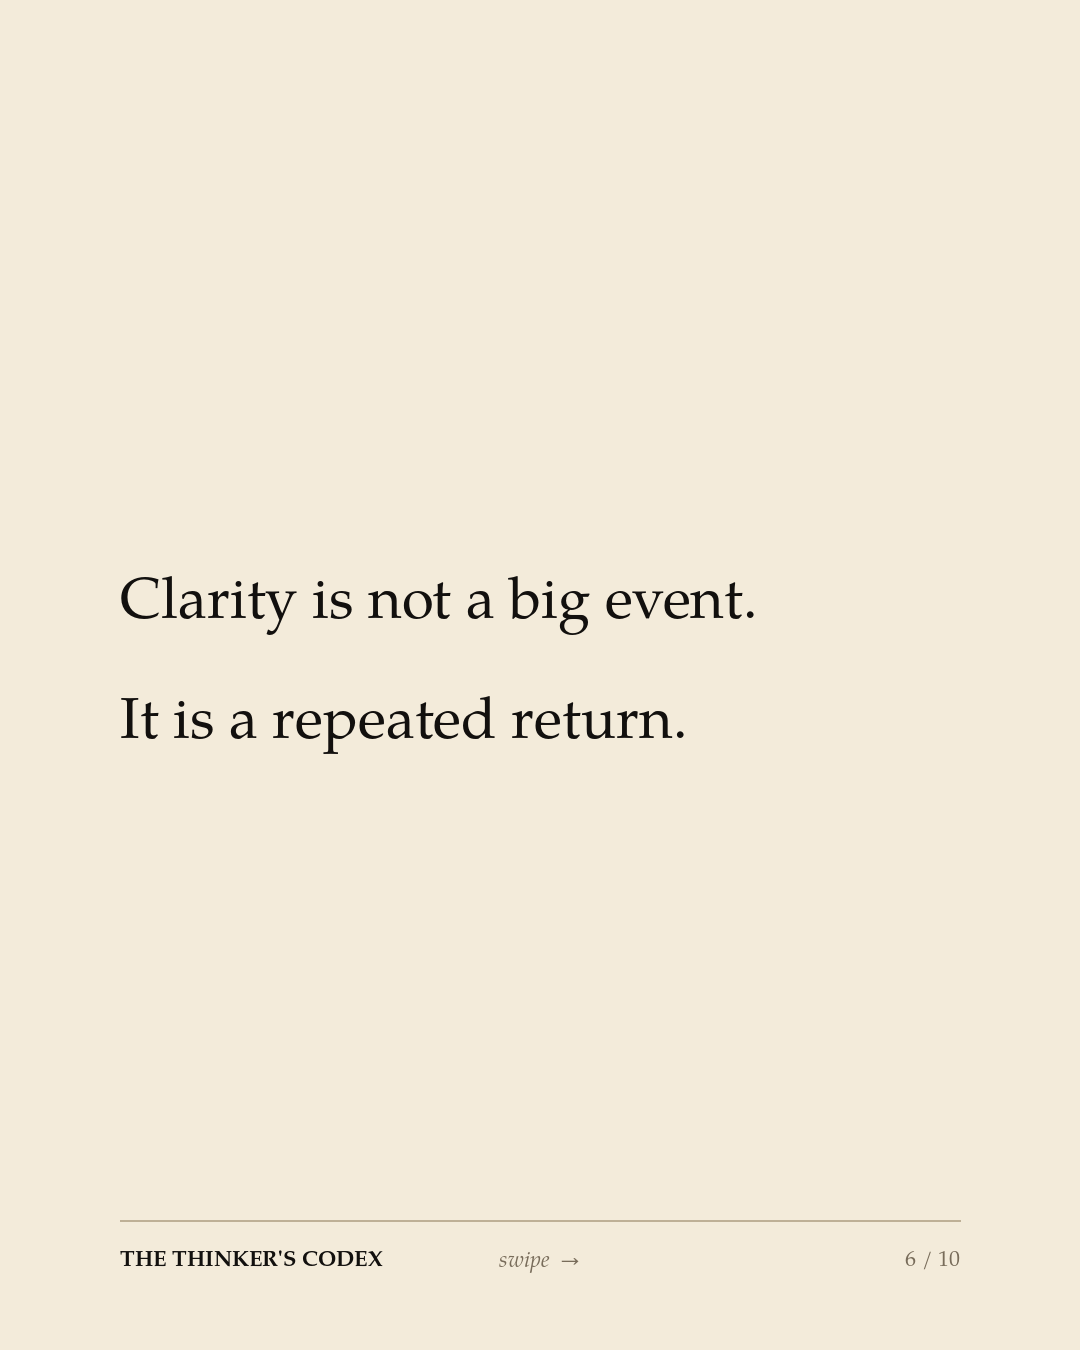 Clarity is not a big event.
It is a repeated return.
THE THINKER'S CODEX
swipe →
6 / 10